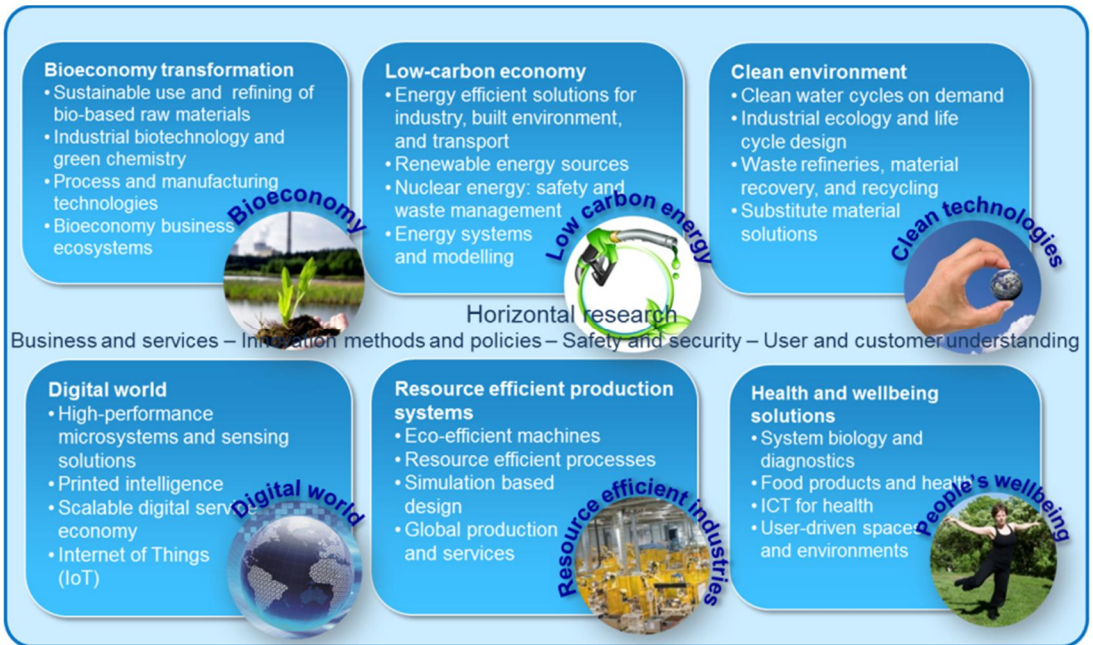 Bioeconomy transformation
• Sustainable use and refining of
bio-based raw materials
• Industrial biotechnology and
green chemistry
• Process and manufacturing
technologies
• Bioeconomy business
ecosystems
Bioeconomy
Low-carbon economy
• Energy efficient solutions for
industry, built environment,
and transport
• Renewable energy sources
• Nuclear energy: safety and
waste management
• Energy systems
and modelling
Low carbon energy
Clean environment
• Clean water cycles on demand
• Industrial ecology and life
cycle design
• Waste refineries, material
recovery, and recycling
• Substitute material
solutions
Clean technologies
Horizontal research
Business and services – Innovation methods and policies – Safety and security – User and customer understanding
Digital world
• High-performance
microsystems and sensing
solutions
• Printed intelligence
• Scalable digital service
economy
• Internet of Things
(IoT)
Digital world
Resource efficient production
systems
• Eco-efficient machines
• Resource efficient processes
• Simulation based
design
• Global production
and services
Resource efficient industries
Health and wellbeing
solutions
• System biology and
diagnostics
• Food products and health
• ICT for health
• User-driven spaces
and environments
People's wellbeing